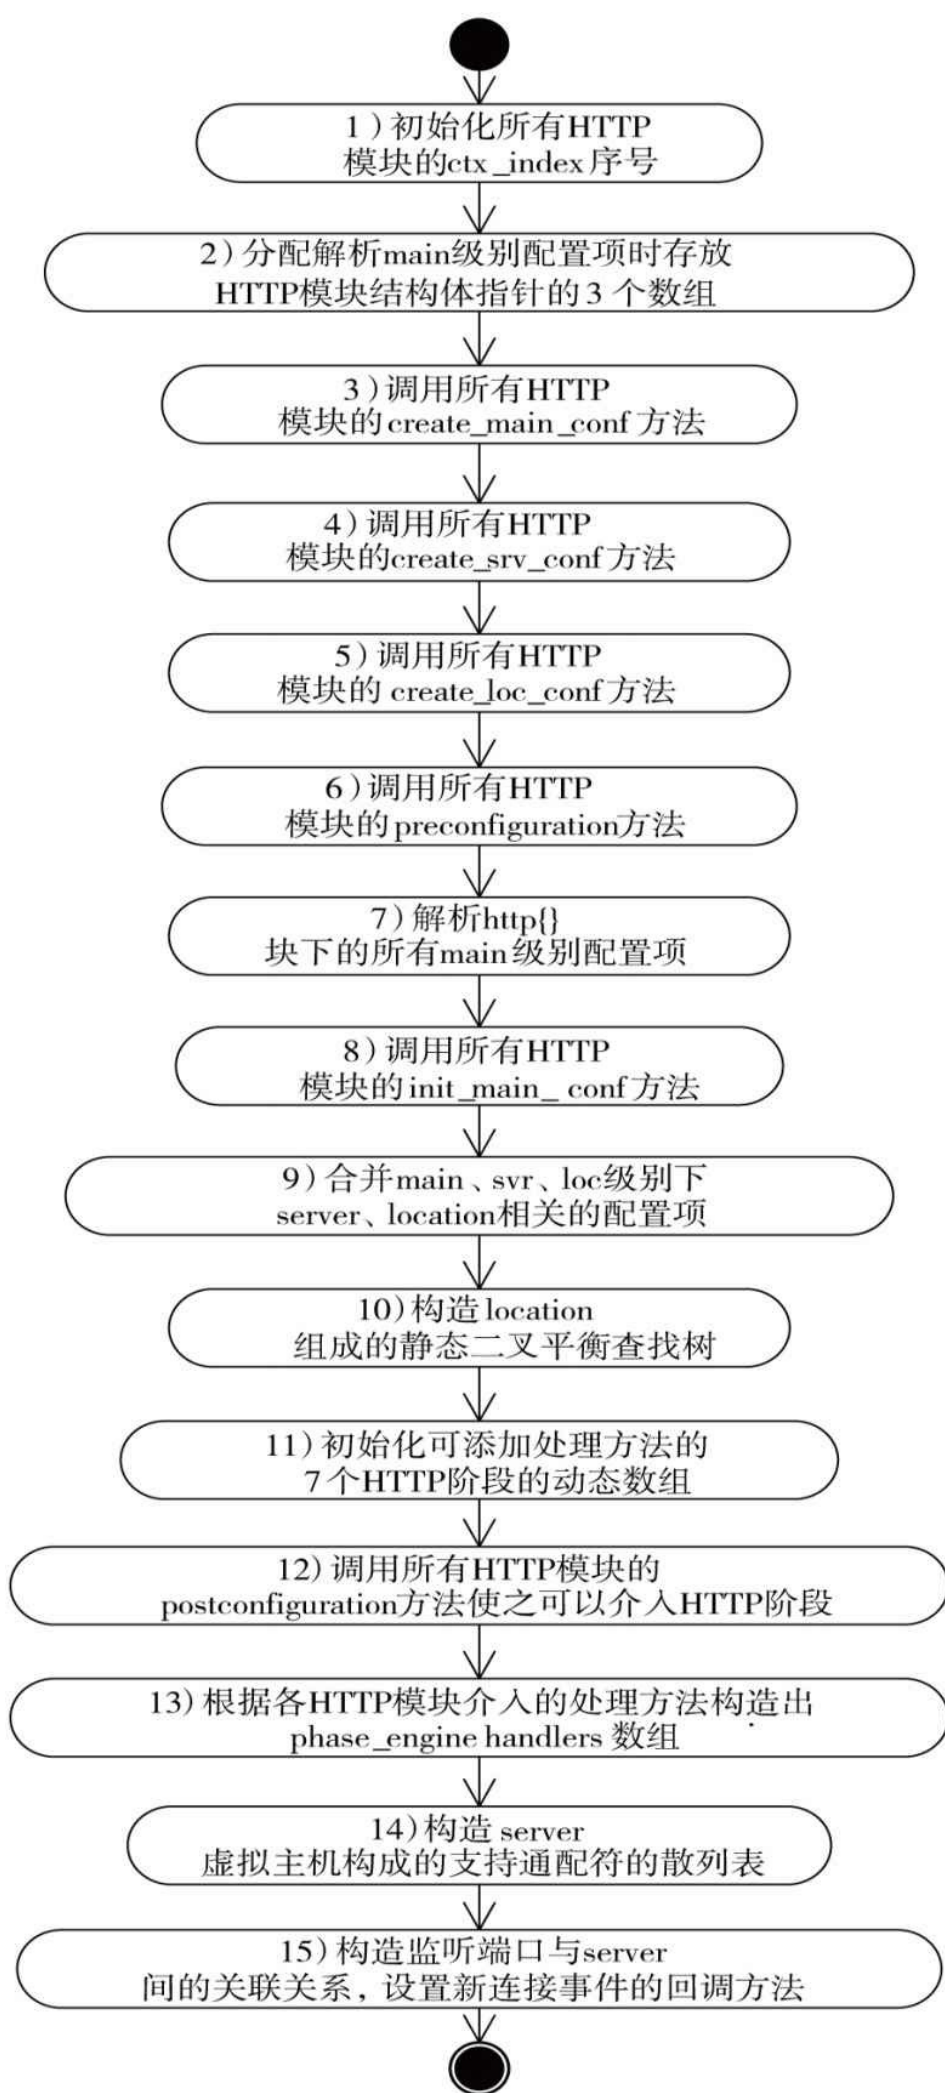 1）初始化所有HTTP
模块的ctx_index序号
2）分配解析main级别配置项时存放
HTTP模块结构体指针的3个数组
3）调用所有HTTP
模块的create_main_conf方法
4）调用所有HTTP
模块的create_srv_conf方法
5）调用所有HTTP
模块的 create_loc_conf方法
6）调用所有HTTP
模块的preconfiguration方法
7）解析http{}
块下的所有main级别配置项
8）调用所有HTTP
模块的init_main_ conf方法
9）合并main、svr、loc级别下
server、location相关的配置项
10）构造location
组成的静态二叉平衡查找树
11）初始化可添加处理方法的
7个HTTP阶段的动态数组
12）调用所有HTTP模块的
postconfiguration方法使之可以介入HTTP阶段
13）根据各HTTP模块介入的处理方法构造出
phase_engine handlers 数组
14）构造 server
虚拟主机构成的支持通配符的散列表
15）构造监听端口与server
间的关联关系，设置新连接事件的回调方法